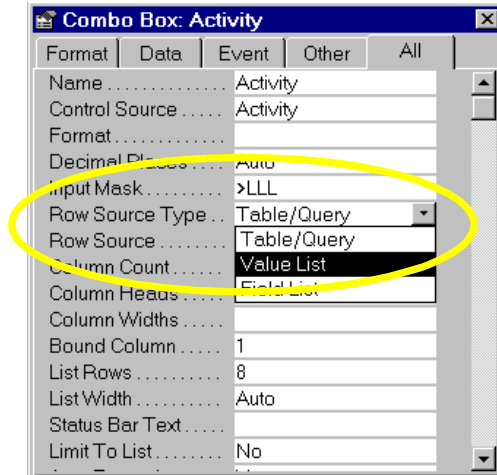 Combo Box: Activity
Format Data Event Other All
Name.............. Activity
Control Source..... Activity
Format.............
Decimal Places.... Auto
Input Mask......... >LLL
Row Source Type.. Table/Query
Row Source........ Table/Query
Column Count...... Value List
Column Heads..... Field List
Column Widths.....
Bound Column..... 1
List Rows.......... 8
List Width.......... Auto
Status Bar Text.....
Limit To List........ No